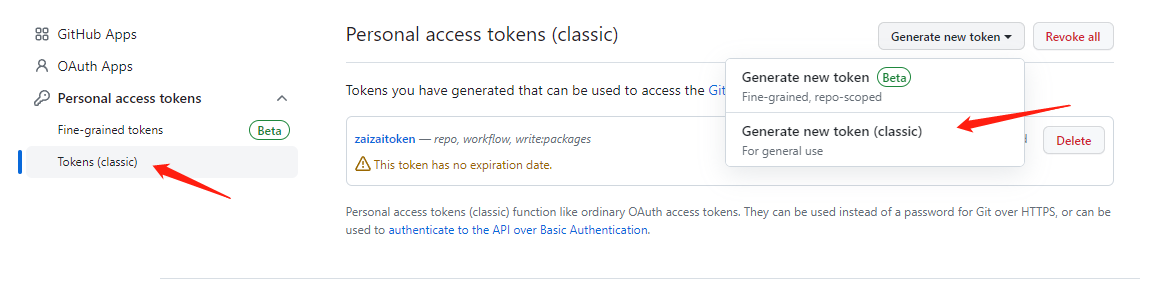 GitHub Apps
OAuth Apps
Personal access tokens
Fine-grained tokens Beta
Tokens (classic)
Personal access tokens (classic)
Generate new token
Revoke all
Generate new token Beta
Fine-grained, repo-scoped
Generate new token (classic)
For general use
Tokens you have generated that can be used to access the Git
zaizaitoken — repo, workflow, write:packages
Delete
This token has no expiration date.
Personal access tokens (classic) function like ordinary OAuth access tokens. They can be used instead of a password for Git over HTTPS, or can be
used to authenticate to the API over Basic Authentication.